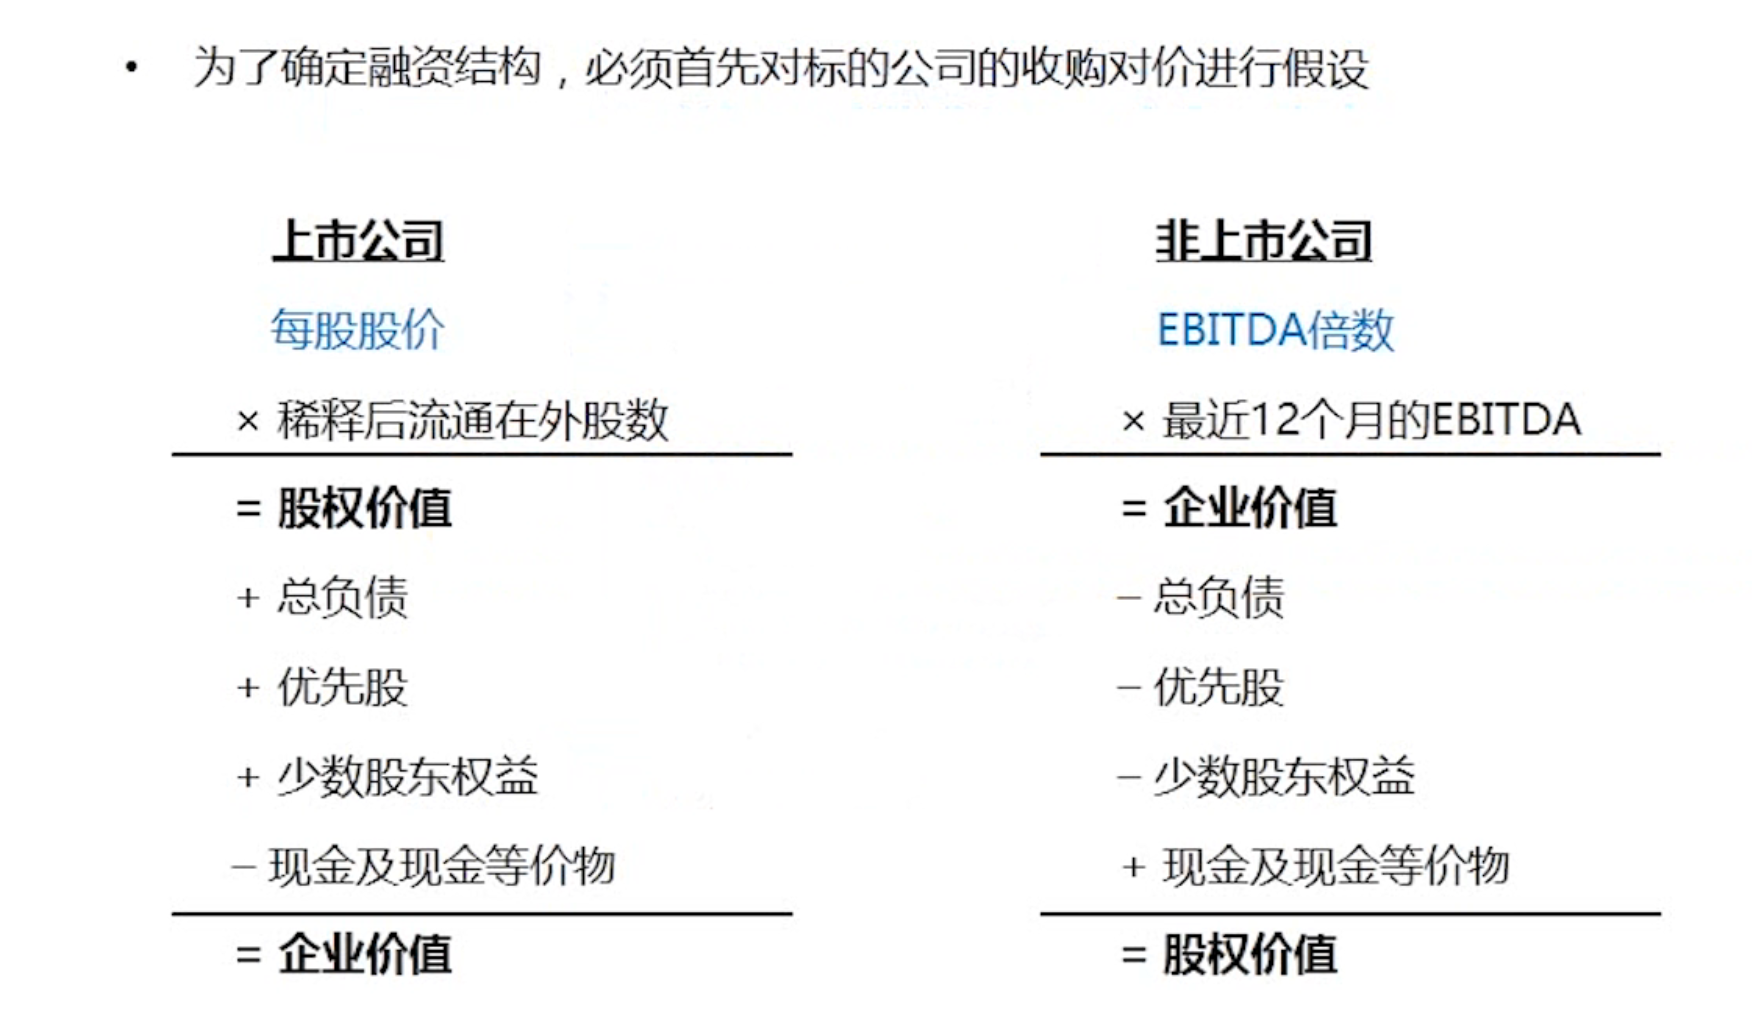 • 为了确定融资结构，必须首先对标的公司的收购对价进行假设
上市公司
每股股价
× 稀释后流通在外股数
= 股权价值
+ 总负债
+ 优先股
+ 少数股东权益
– 现金及现金等价物
= 企业价值
非上市公司
EBITDA倍数
× 最近12个月的EBITDA
= 企业价值
– 总负债
– 优先股
– 少数股东权益
+ 现金及现金等价物
= 股权价值